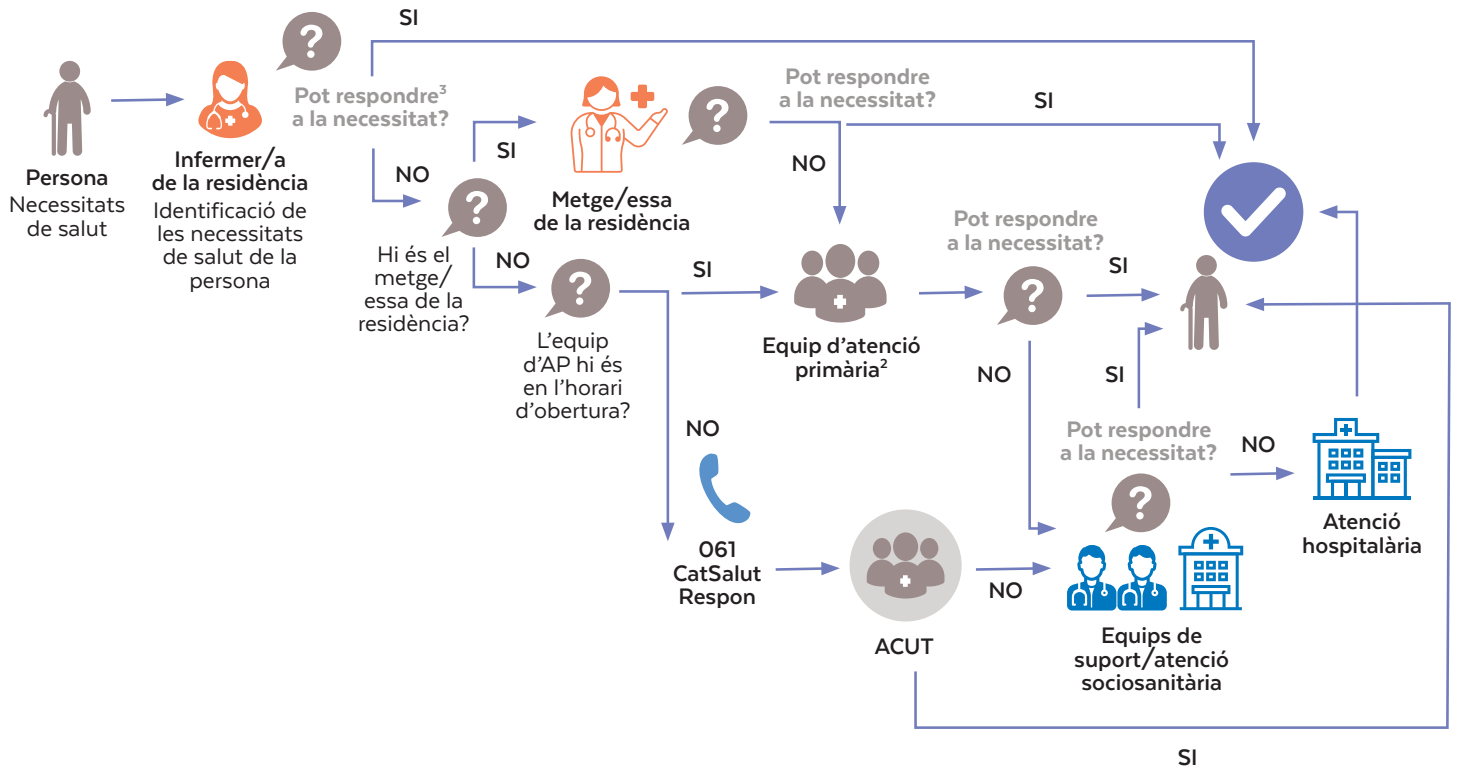 SI
Persona
Necessitats
de salut
Infermer/a
de la residència
Identificació de
les necessitats
de salut de la
persona
Pot respondre³
a la necessitat?
NO
SI
Hi és el
metge/
essa de la
residència?
NO
Metge/essa
de la residència
Pot respondre
a la necessitat?
SI
NO
L’equip
d’AP hi és
en l’horari
d’obertura?
SI
Equip d’atenció
primària²
Pot respondre
a la necessitat?
SI
NO
NO
061
CatSalut
Respon
ACUT
NO
SI
Pot respondre
a la necessitat?
NO
Equips de
suport/atenció
sociosanitària
Atenció
hospitalària
SI